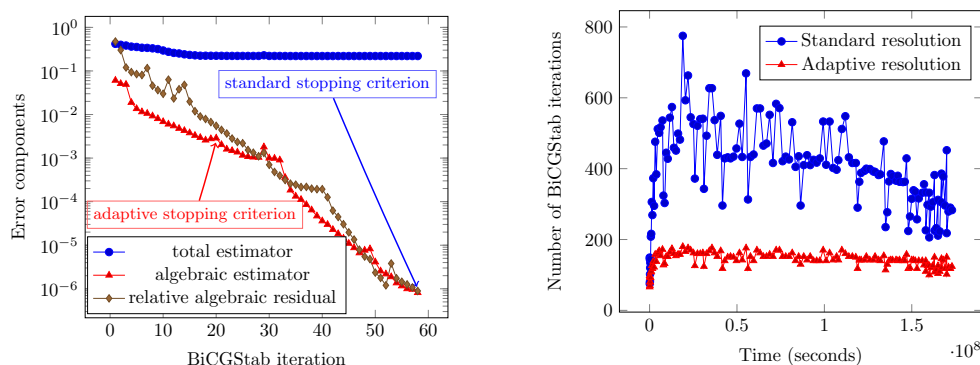 Error components
10^0
10^−1
10^−2
10^−3
10^−4
10^−5
10^−6
standard stopping criterion
adaptive stopping criterion
total estimator
algebraic estimator
relative algebraic residual
0 10 20 30 40 50 60
BiCGStab iteration
Number of BiCGStab iterations
800
600
400
200
0
Standard resolution
Adaptive resolution
0 0.5 1 1.5
·10^8
Time (seconds)